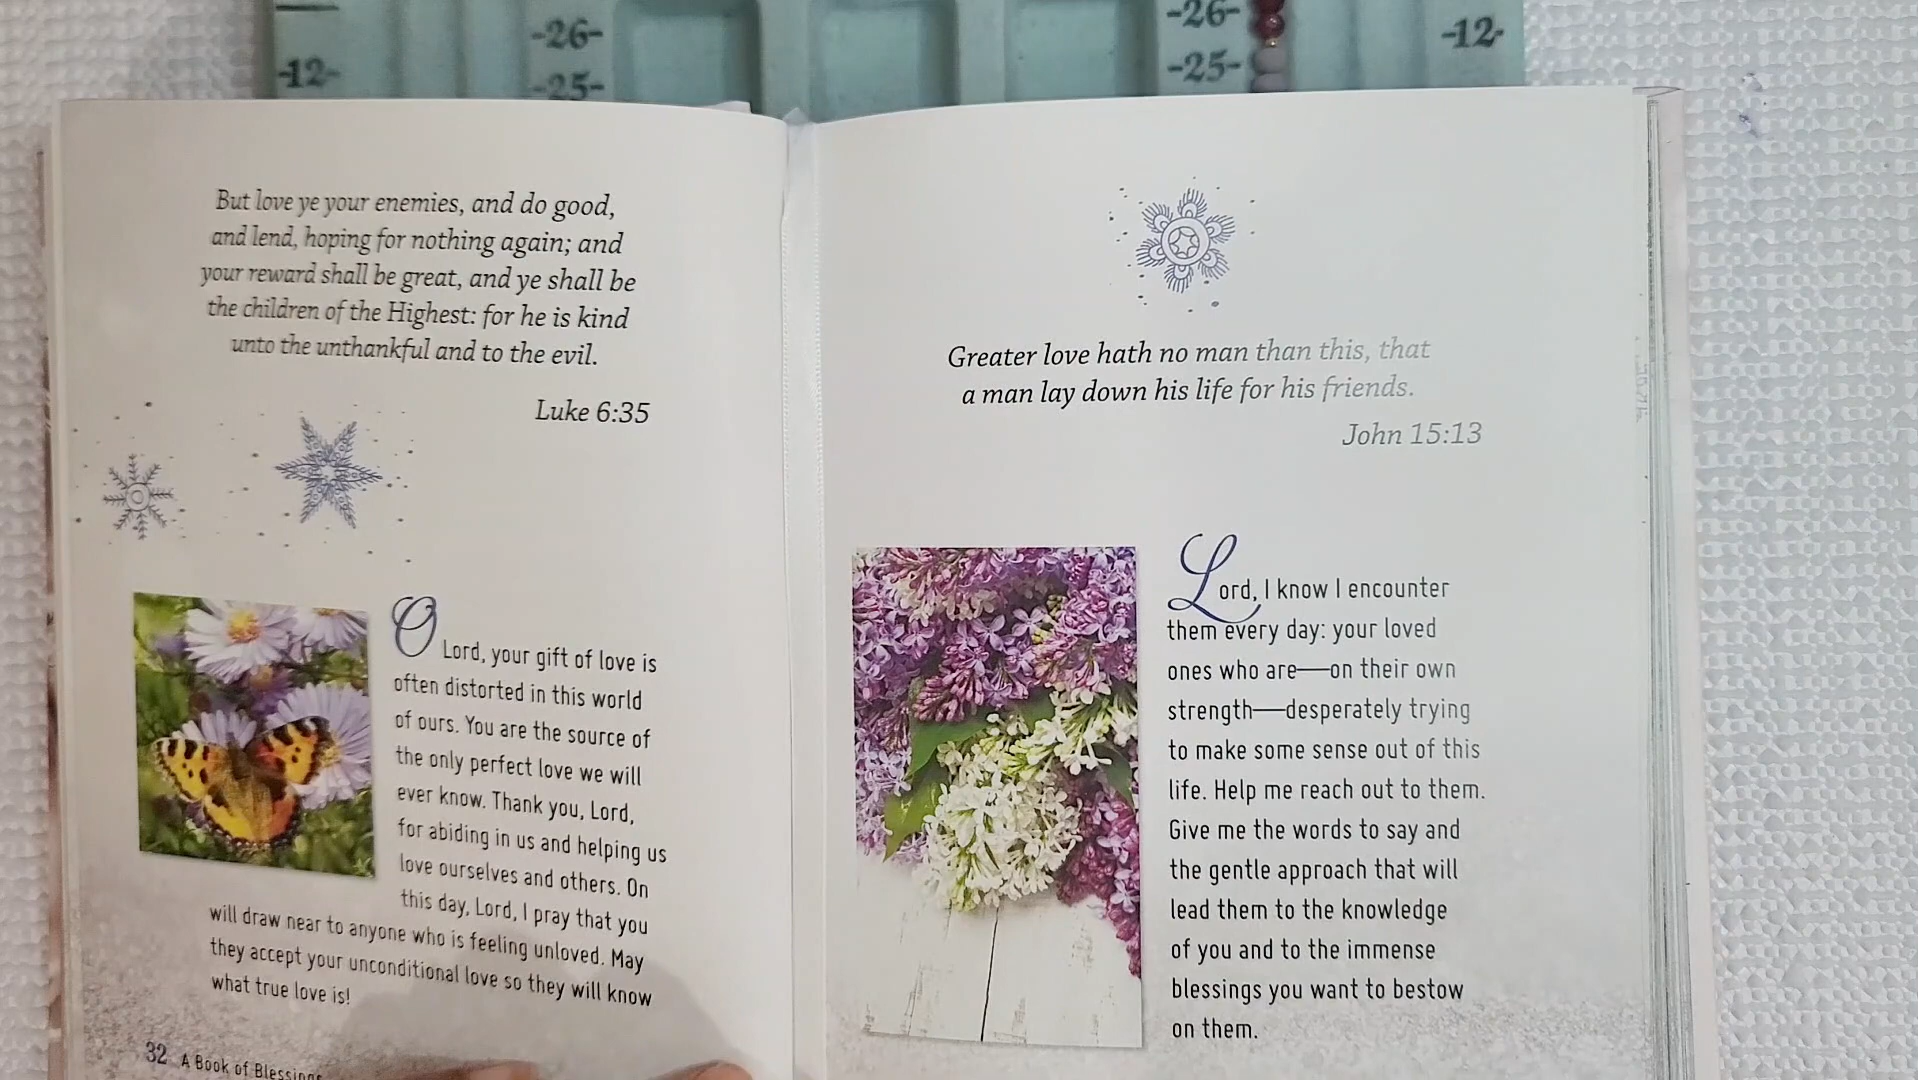 -26-
-12-
-25-
-26-
-12-
-25-
But love ye your enemies, and do good,
and lend, hoping for nothing again; and
your reward shall be great, and ye shall be
the children of the Highest: for he is kind
unto the unthankful and to the evil.
Luke 6:35
O Lord, your gift of love is
often distorted in this world
of ours. You are the source of
the only perfect love we will
ever know. Thank you, Lord,
for abiding in us and helping us
love ourselves and others. On
this day, Lord, I pray that you
will draw near to anyone who is feeling unloved. May
they accept your unconditional love so they will know
what true love is!
32 A Book of Blessings
Greater love hath no man than this, that
a man lay down his life for his friends.
John 15:13
Lord, I know I encounter
them every day: your loved
ones who are—on their own
strength—desperately trying
to make some sense out of this
life. Help me reach out to them.
Give me the words to say and
the gentle approach that will
lead them to the knowledge
of you and to the immense
blessings you want to bestow
on them.